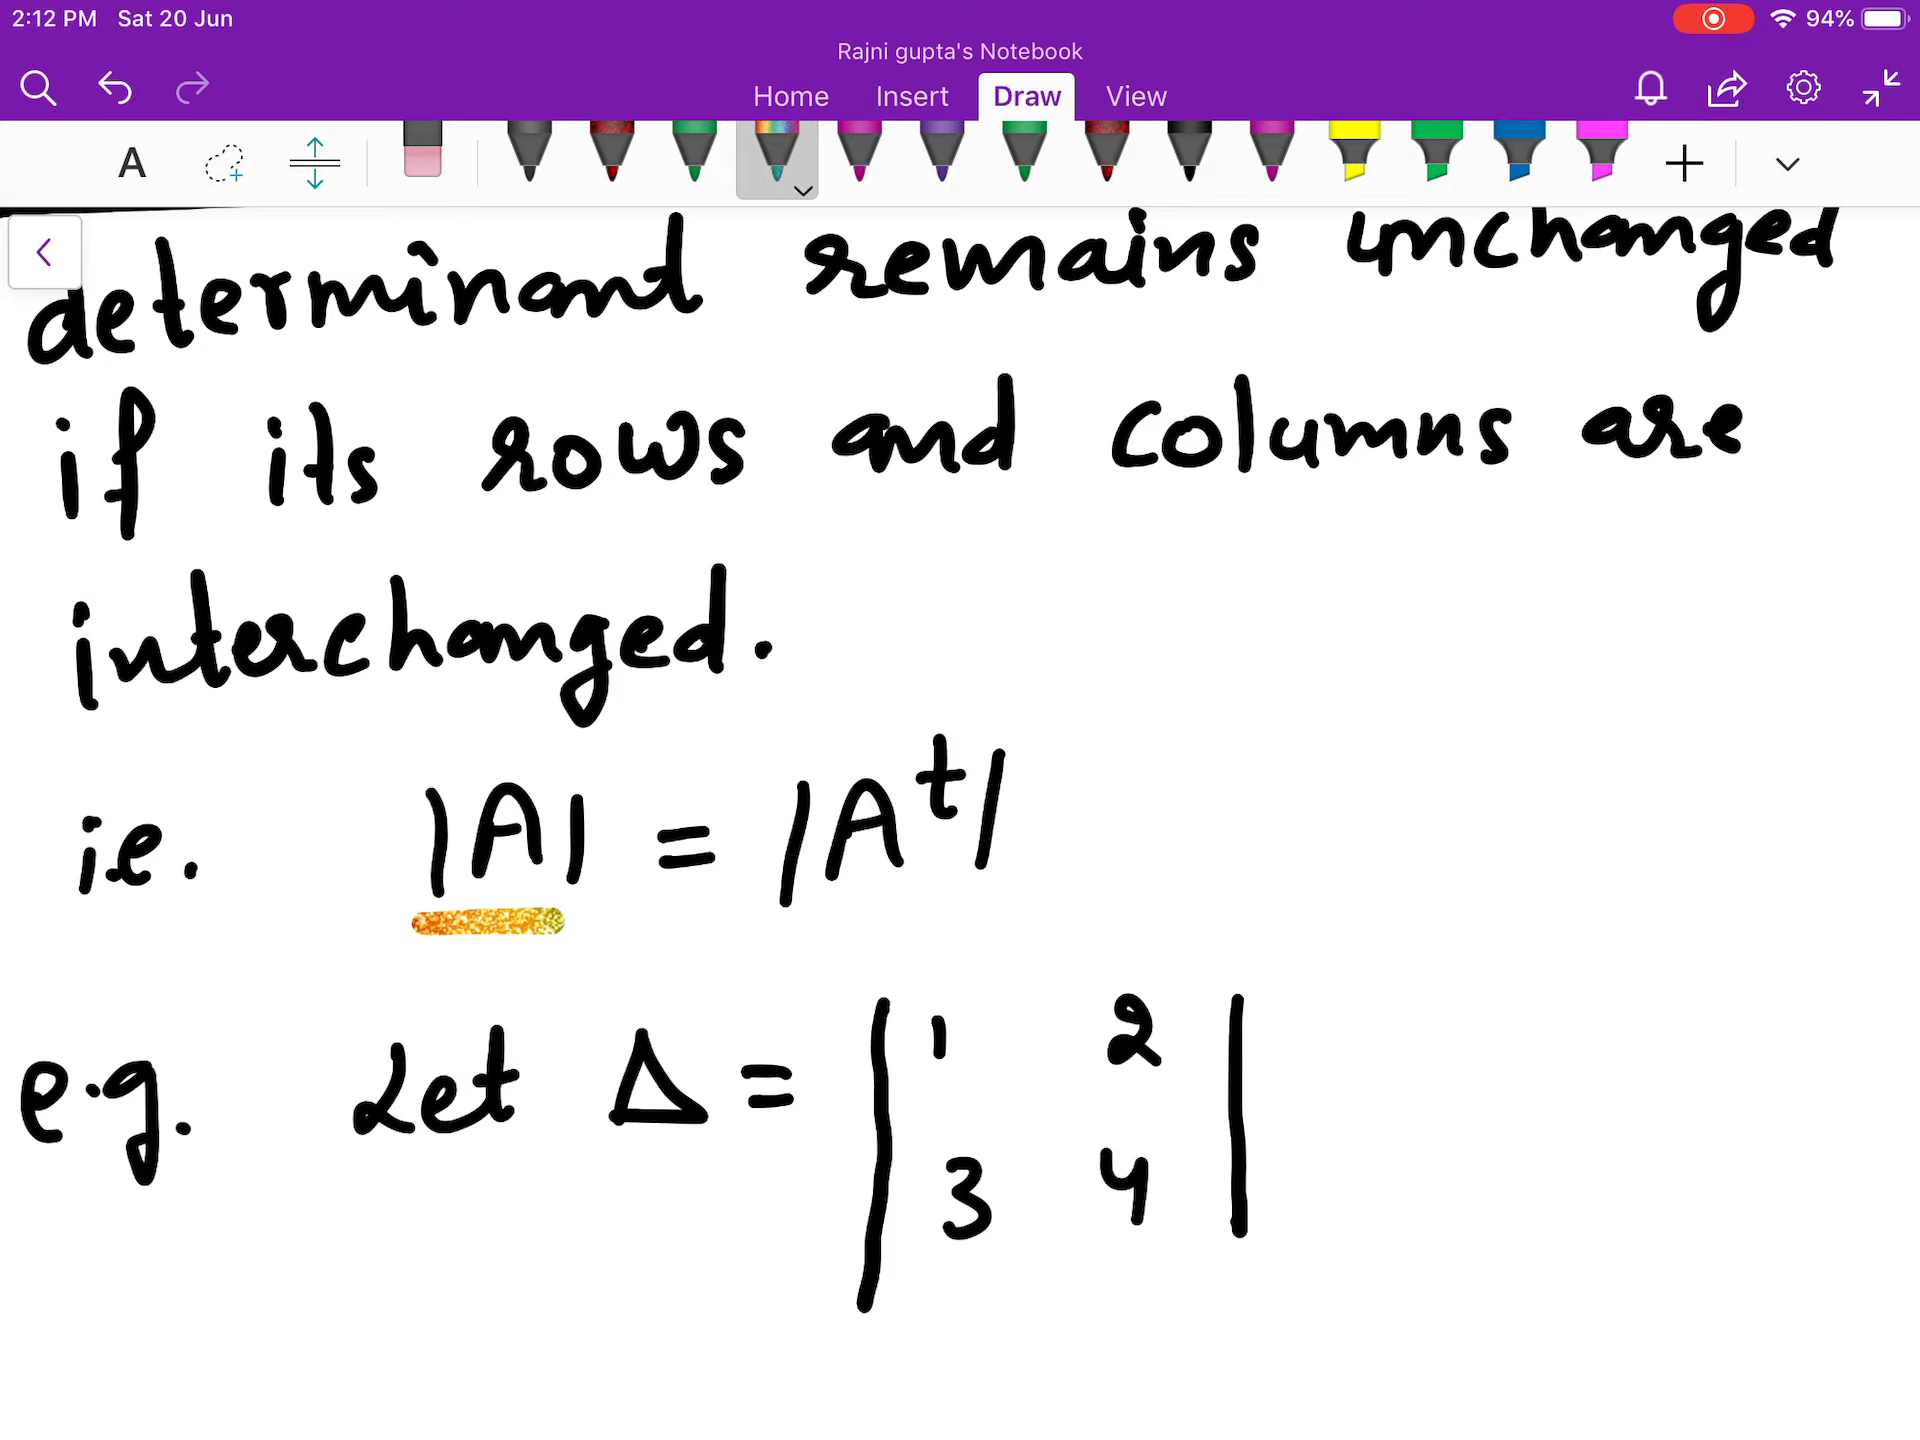 2:12 PM Sat 20 Jun 94%
Rajni gupta's Notebook
Home Insert Draw View
A
determinant remains unchanged
if its rows and columns are
interchanged.
ie. |A| = |Aᵗ|
e.g. Let Δ = | 1 2 |
| 3 4 |